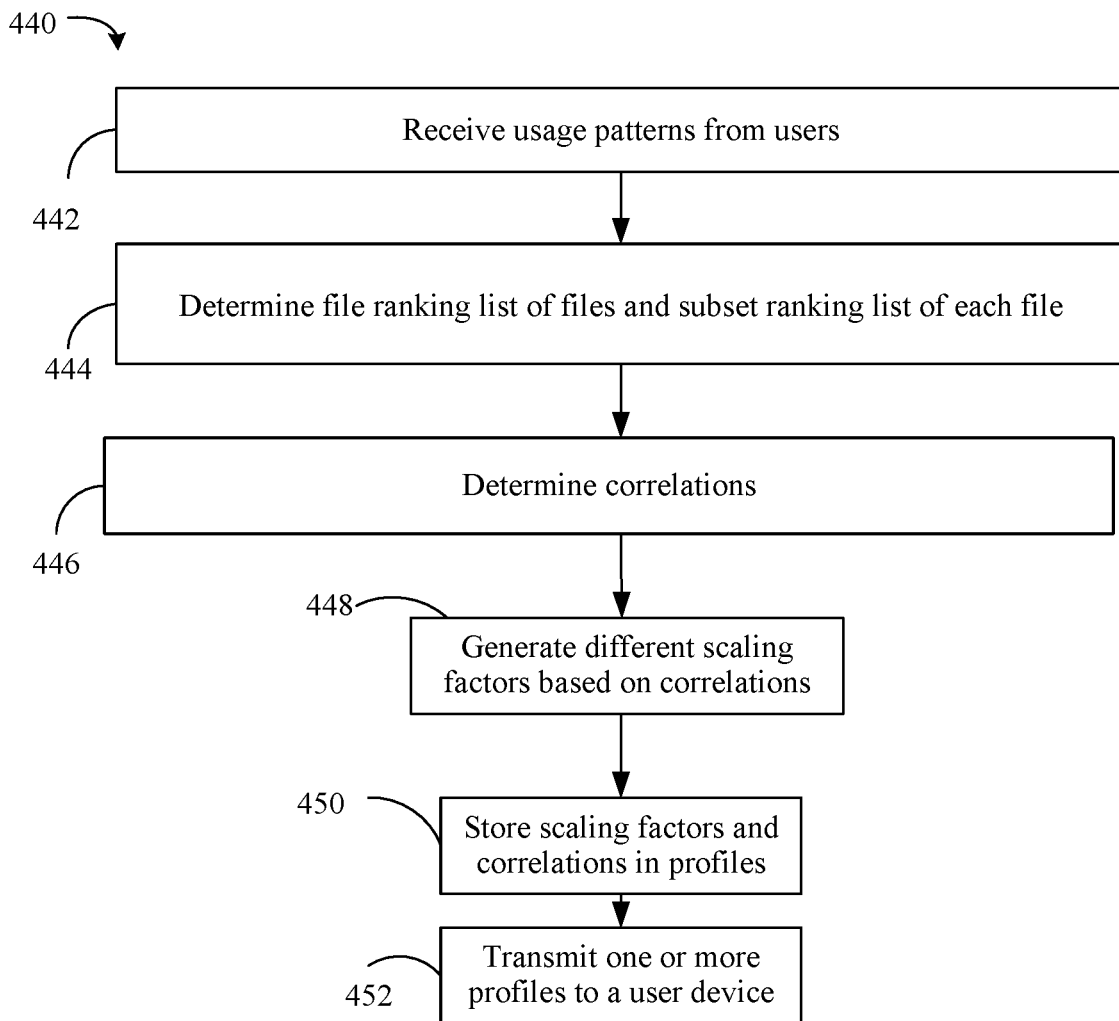 440
Receive usage patterns from users
442
Determine file ranking list of files and subset ranking list of each file
444
Determine correlations
446
448
Generate different scaling
factors based on correlations
450
Store scaling factors and
correlations in profiles
Transmit one or more
profiles to a user device
452